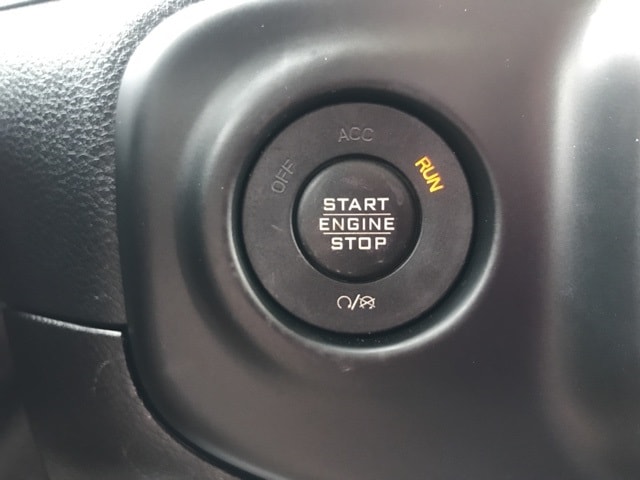 ACC
OFF
RUN
START
ENGINE
STOP